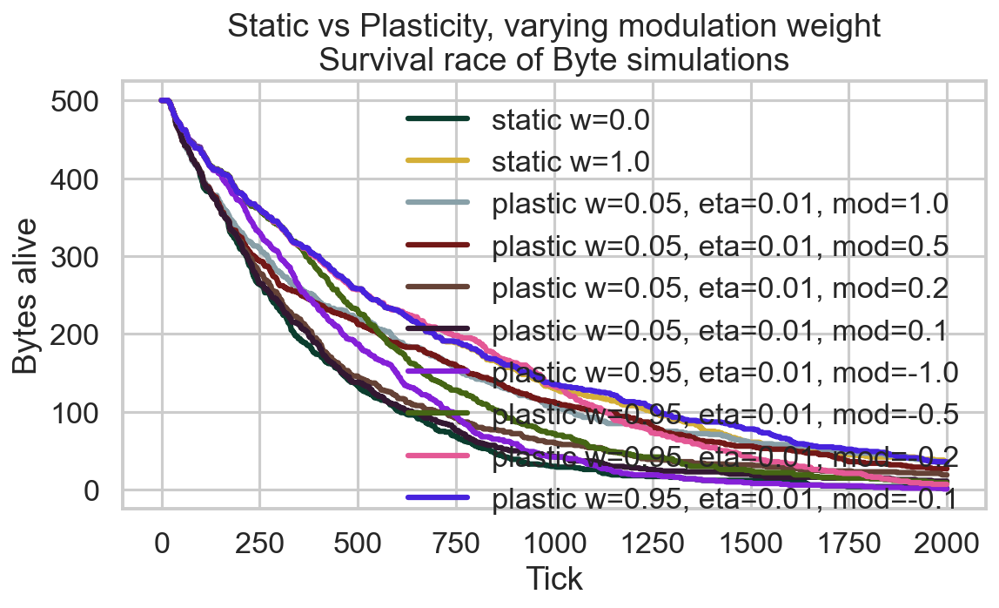 Static vs Plasticity, varying modulation weight
Survival race of Byte simulations
500
400
300
200
100
0
Bytes alive
static w=0.0
static w=1.0
plastic w=0.05, eta=0.01, mod=1.0
plastic w=0.05, eta=0.01, mod=0.5
plastic w=0.05, eta=0.01, mod=0.2
plastic w=0.05, eta=0.01, mod=0.1
plastic w=0.95, eta=0.01, mod=-1.0
plastic w=0.95, eta=0.01, mod=-0.5
plastic w=0.95, eta=0.01, mod=-0.2
plastic w=0.95, eta=0.01, mod=-0.1
0 250 500 750 1000 1250 1500 1750 2000
Tick